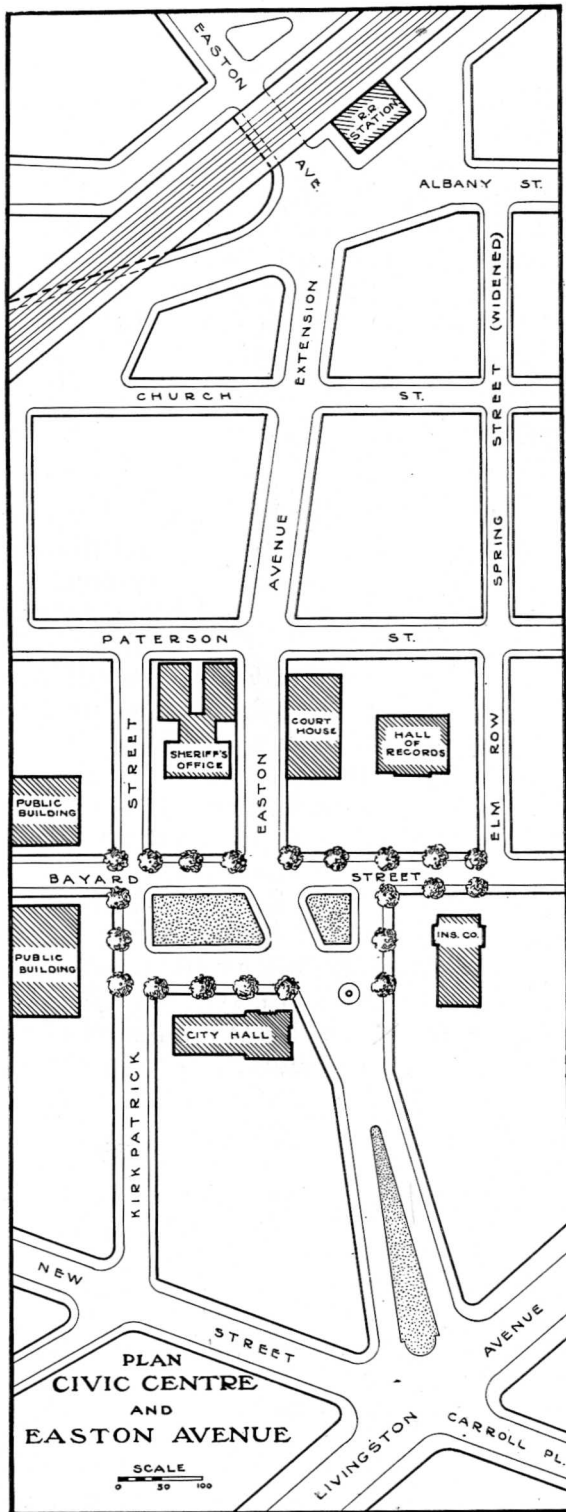 EASTON
R.R.
STATION
AVE.
ALBANY ST.
EXTENSION
STREET (WIDENED)
CHURCH ST.
SPRING
AVENUE
PATERSON ST.
STREET
SHERIFF'S
OFFICE
EASTON
COURT
HOUSE
HALL
OF
RECORDS
ELM ROW
PUBLIC
BUILDING
BAYARD STREET
PUBLIC
BUILDING
INS. CO.
CITY HALL
KIRKPATRICK
NEW
STREET
AVENUE
LIVINGSTON
CARROLL PL.
PLAN
CIVIC CENTRE
AND
EASTON AVENUE
SCALE
0 50 100